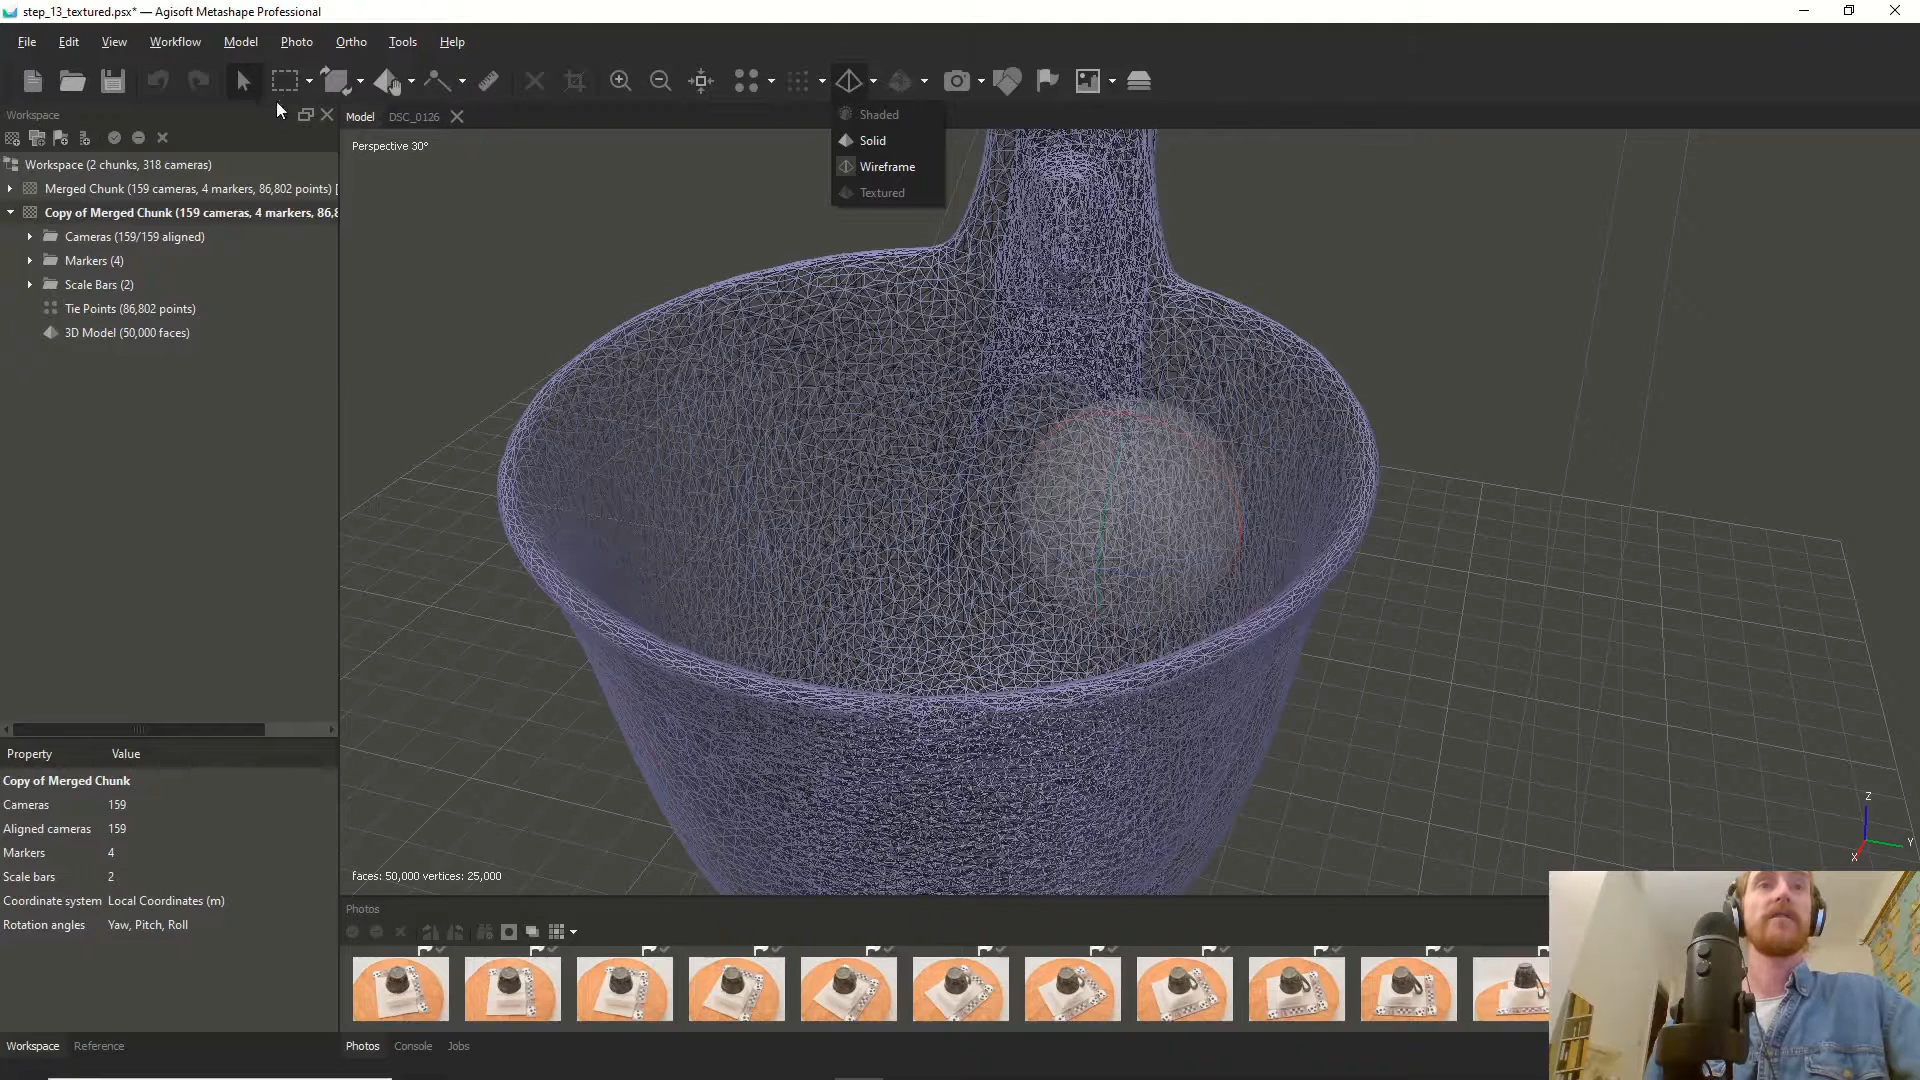 step_13_textured.psx* — Agisoft Metashape Professional
File Edit View Workflow Model Photo Ortho Tools Help
Workspace
Model DSC_0126
Perspective 30°
Shaded
Solid
Wireframe
Textured
Workspace (2 chunks, 318 cameras)
Merged Chunk (159 cameras, 4 markers, 86,802 points) [
Copy of Merged Chunk (159 cameras, 4 markers, 86,8
Cameras (159/159 aligned)
Markers (4)
Scale Bars (2)
Tie Points (86,802 points)
3D Model (50,000 faces)
Property Value
Copy of Merged Chunk
Cameras 159
Aligned cameras 159
Markers 4
Scale bars 2
Coordinate system Local Coordinates (m)
Rotation angles Yaw, Pitch, Roll
Z
Y
X
faces: 50,000 vertices: 25,000
Photos
Workspace Reference
Photos Console Jobs